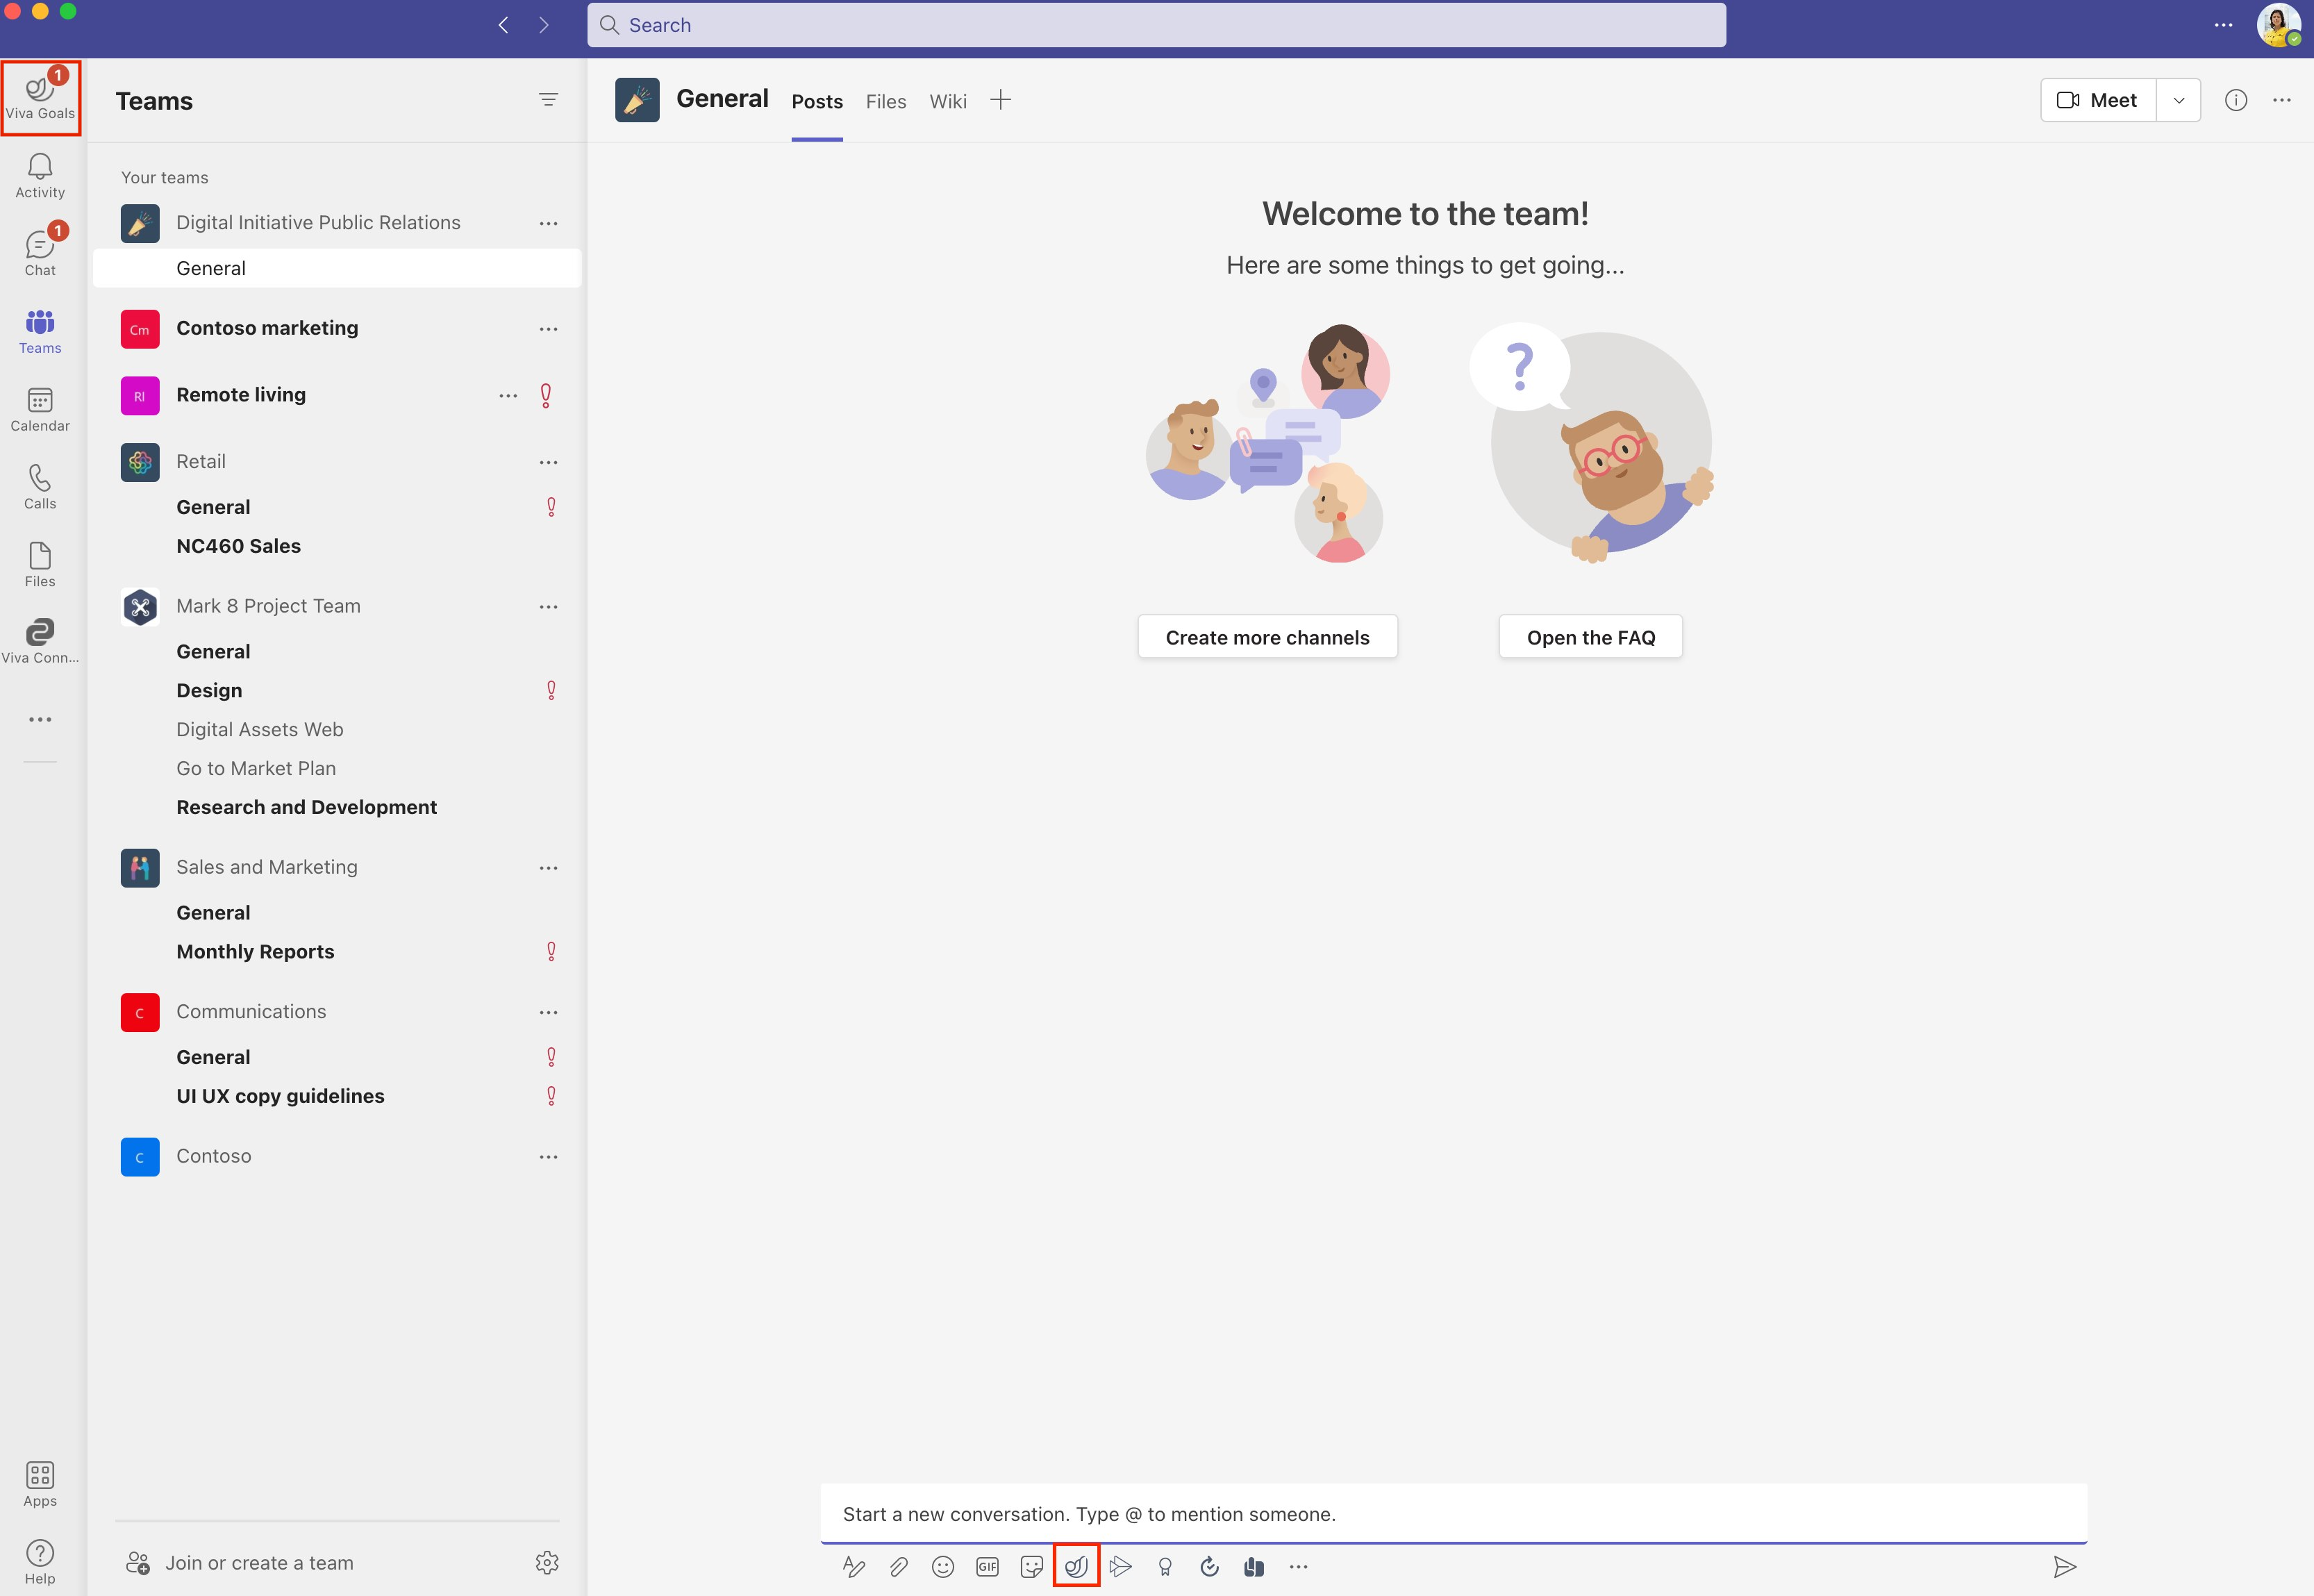 Search
1
Viva Goals
Activity
1
Chat
Teams
Calendar
Calls
Files
Viva Conn...
Apps
Help
Teams
Your teams
Digital Initiative Public Relations
General
Cm Contoso marketing
Rl Remote living
Retail
General
NC460 Sales
Mark 8 Project Team
General
Design
Digital Assets Web
Go to Market Plan
Research and Development
Sales and Marketing
General
Monthly Reports
C Communications
General
UI UX copy guidelines
C Contoso
Join or create a team
General Posts Files Wiki
Meet
Welcome to the team!
Here are some things to get going...
?
Create more channels Open the FAQ
Start a new conversation. Type @ to mention someone.
GIF